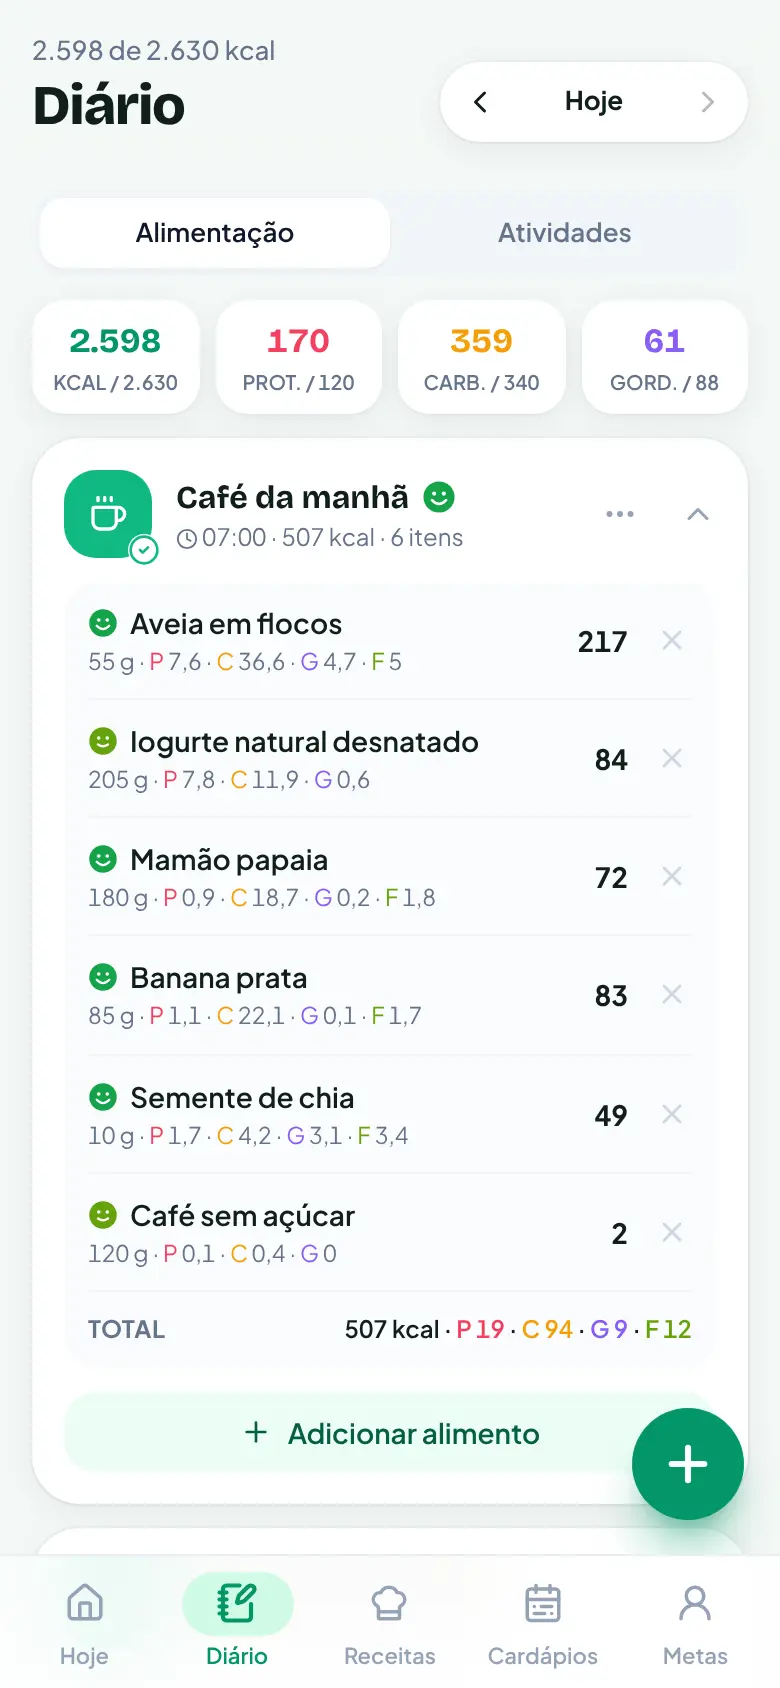 2.598 de 2.630 kcal
Diário
Hoje
Alimentação
Atividades
2.598
KCAL / 2.630
170
PROT. / 120
359
CARB. / 340
61
GORD. / 88
Café da manhã
07:00 · 507 kcal · 6 itens
Aveia em flocos
217
55 g · P 7,6 · C 36,6 · G 4,7 · F 5
Iogurte natural desnatado
84
205 g · P 7,8 · C 11,9 · G 0,6
Mamão papaia
72
180 g · P 0,9 · C 18,7 · G 0,2 · F 1,8
Banana prata
83
85 g · P 1,1 · C 22,1 · G 0,1 · F 1,7
Semente de chia
49
10 g · P 1,7 · C 4,2 · G 3,1 · F 3,4
Café sem açúcar
2
120 g · P 0,1 · C 0,4 · G 0
TOTAL
507 kcal · P 19 · C 94 · G 9 · F 12
Adicionar alimento
Hoje
Diário
Receitas
Cardápios
Metas